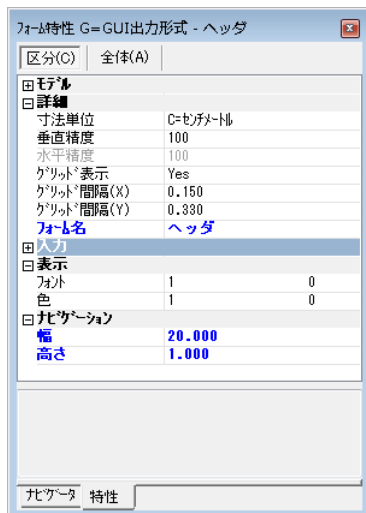 フォーム特性 G=GUI出力形式 - ヘッダ
区分(C) 全体(A)
モデル
詳細
寸法単位 C=センチメートル
垂直精度 100
水平精度 100
グリッド表示 Yes
グリッド間隔(X) 0.150
グリッド間隔(Y) 0.330
フォーム名 ヘッダ
入力
表示
フォント 1 0
色 1 0
ナビゲーション
幅 20.000
高さ 1.000
ナビゲータ 特性